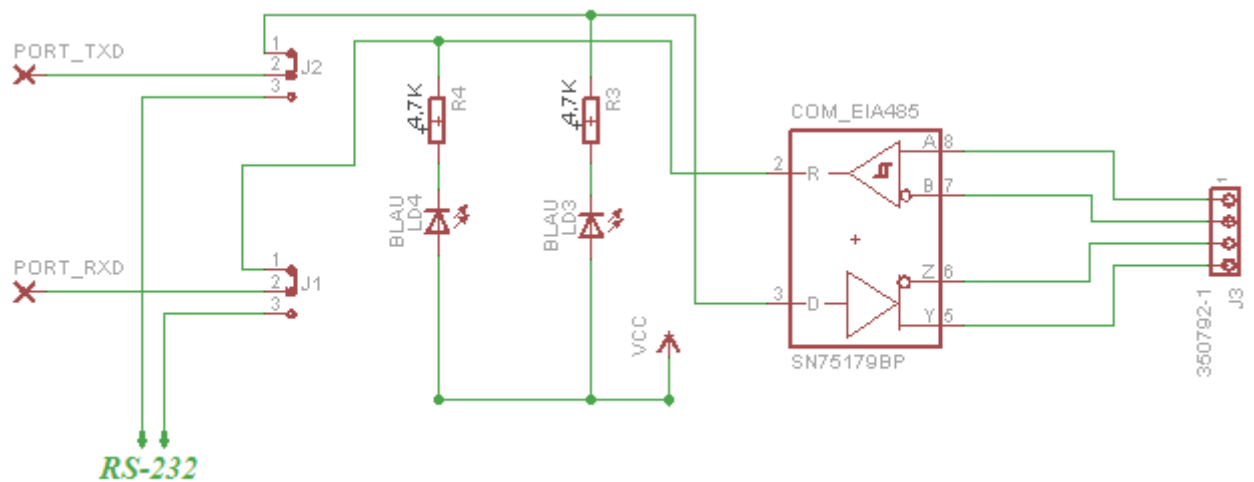 PORT_TXD
1
2
3
J2
4,7K
R4
4,7K
R3
COM_EIA485
A
8
2
R
B
7
1
BLAU
LD4
BLAU
LD3
PORT_RXD
1
2
3
J1
Z
6
3
D
Y
5
VCC
SN75179BP
350792-1
J3
RS-232